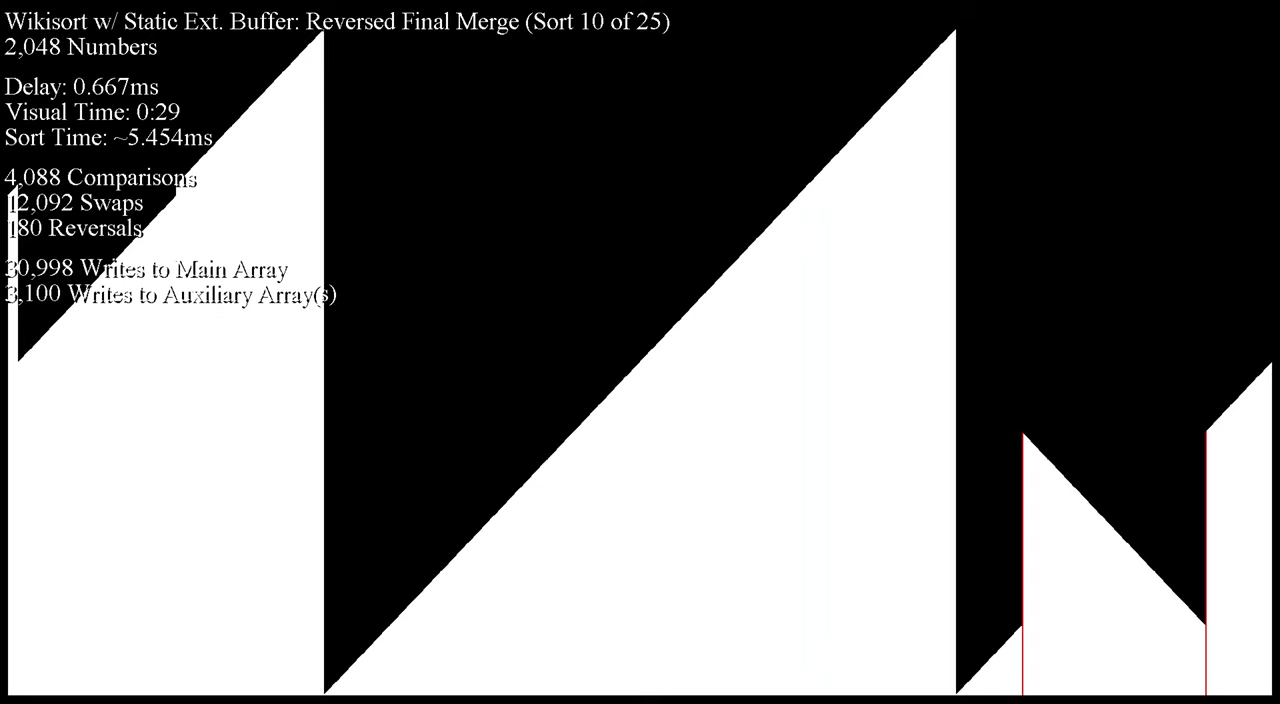 Wikisort w/ Static Ext. Buffer: Reversed Final Merge (Sort 10 of 25)
2,048 Numbers
Delay: 0.667ms
Visual Time: 0:29
Sort Time: ~5.454ms
4,088 Comparisons
12,092 Swaps
180 Reversals
30,998 Writes to Main Array
3,100 Writes to Auxiliary Array(s)